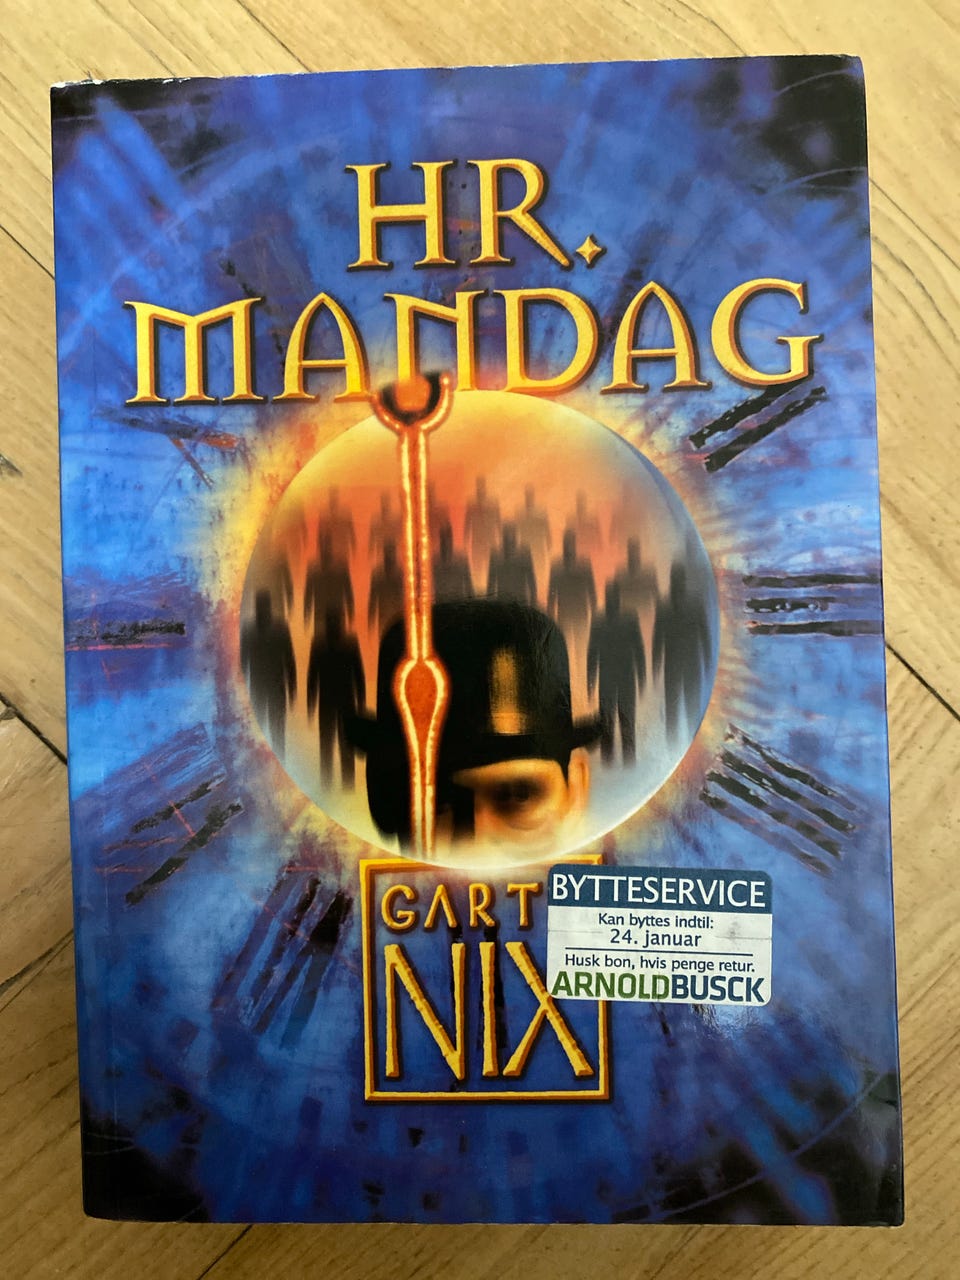 HR.
MANDAG
GART
NIX
BYTTESERVICE
Kan byttes indtil:
24. januar
Husk bon, hvis penge retur.
ARNOLDBUSCK